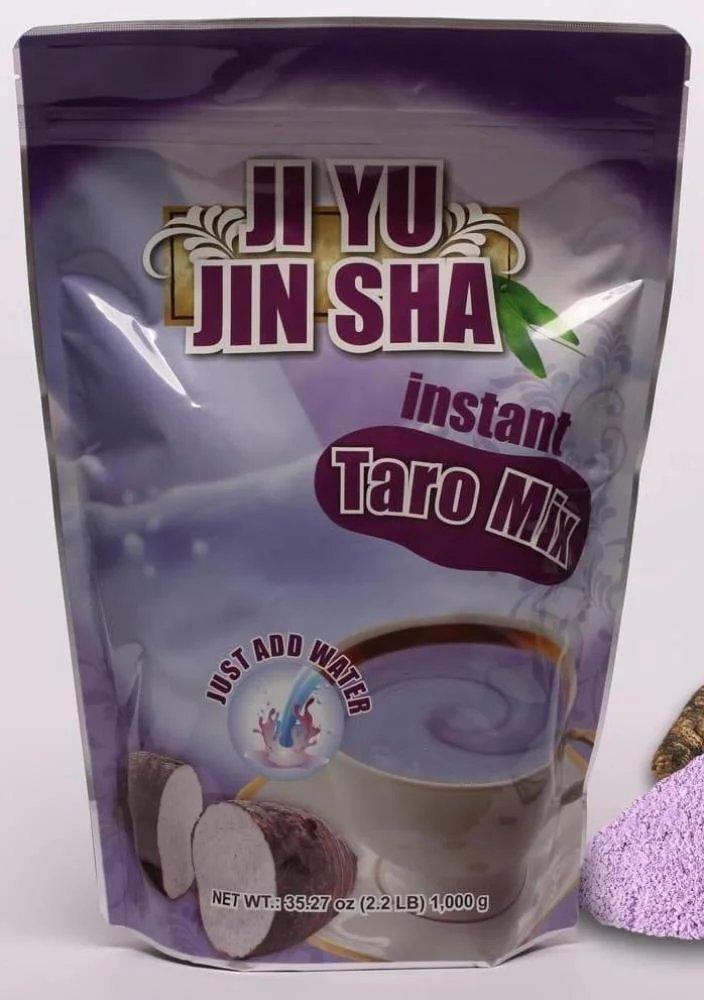 JI YU
JIN SHA
instant
Taro Mix
JUST ADD WATER
NET WT.: 35.27 oz (2.2 LB) 1,000 g